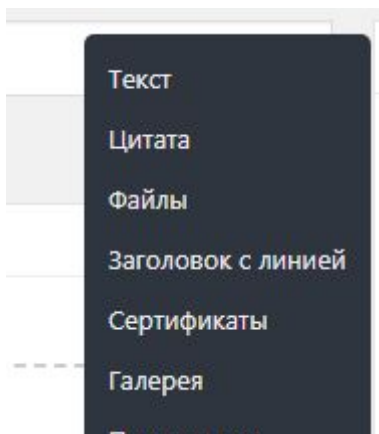 Текст
Цитата
Файлы
Заголовок с линией
Сертификаты
Галерея